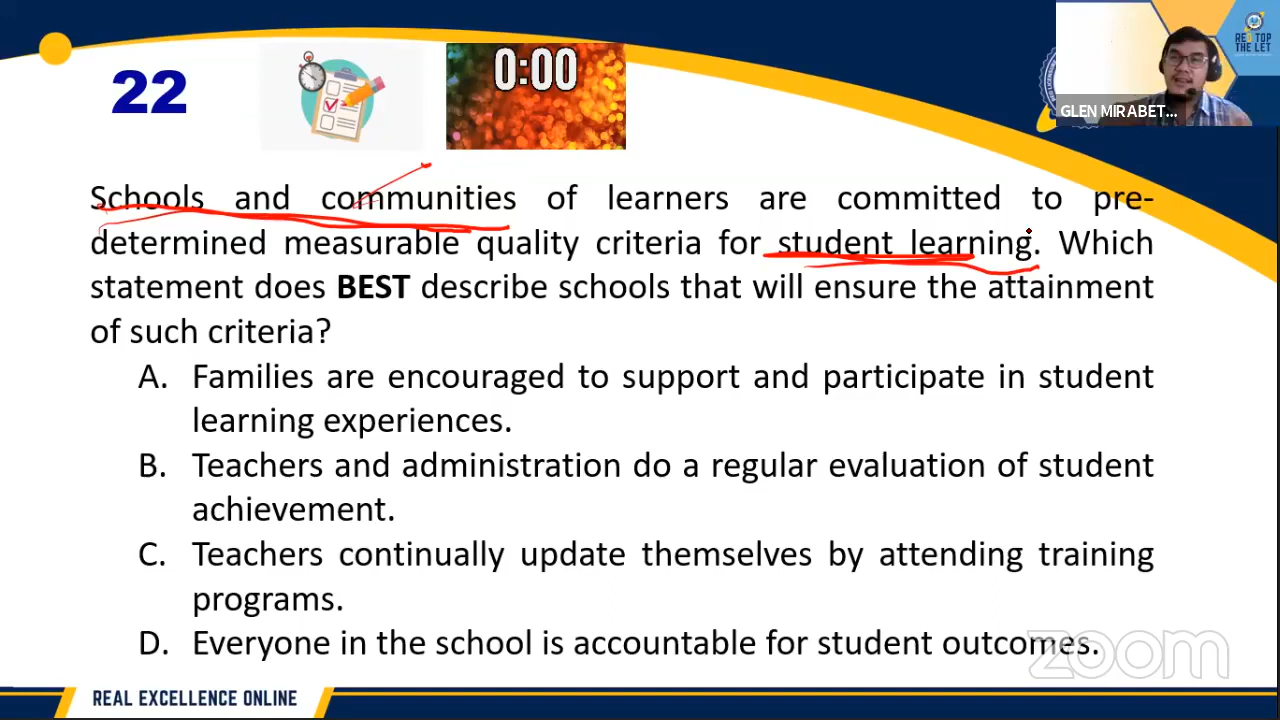 REO TOP
THE LET
22
0:00
GLEN MIRABET...
Schools and communities of learners are committed to pre-
determined measurable quality criteria for student learning. Which
statement does BEST describe schools that will ensure the attainment
of such criteria?
A. Families are encouraged to support and participate in student
learning experiences.
B. Teachers and administration do a regular evaluation of student
achievement.
C. Teachers continually update themselves by attending training
programs.
D. Everyone in the school is accountable for student outcomes.
zoom
REAL EXCELLENCE ONLINE